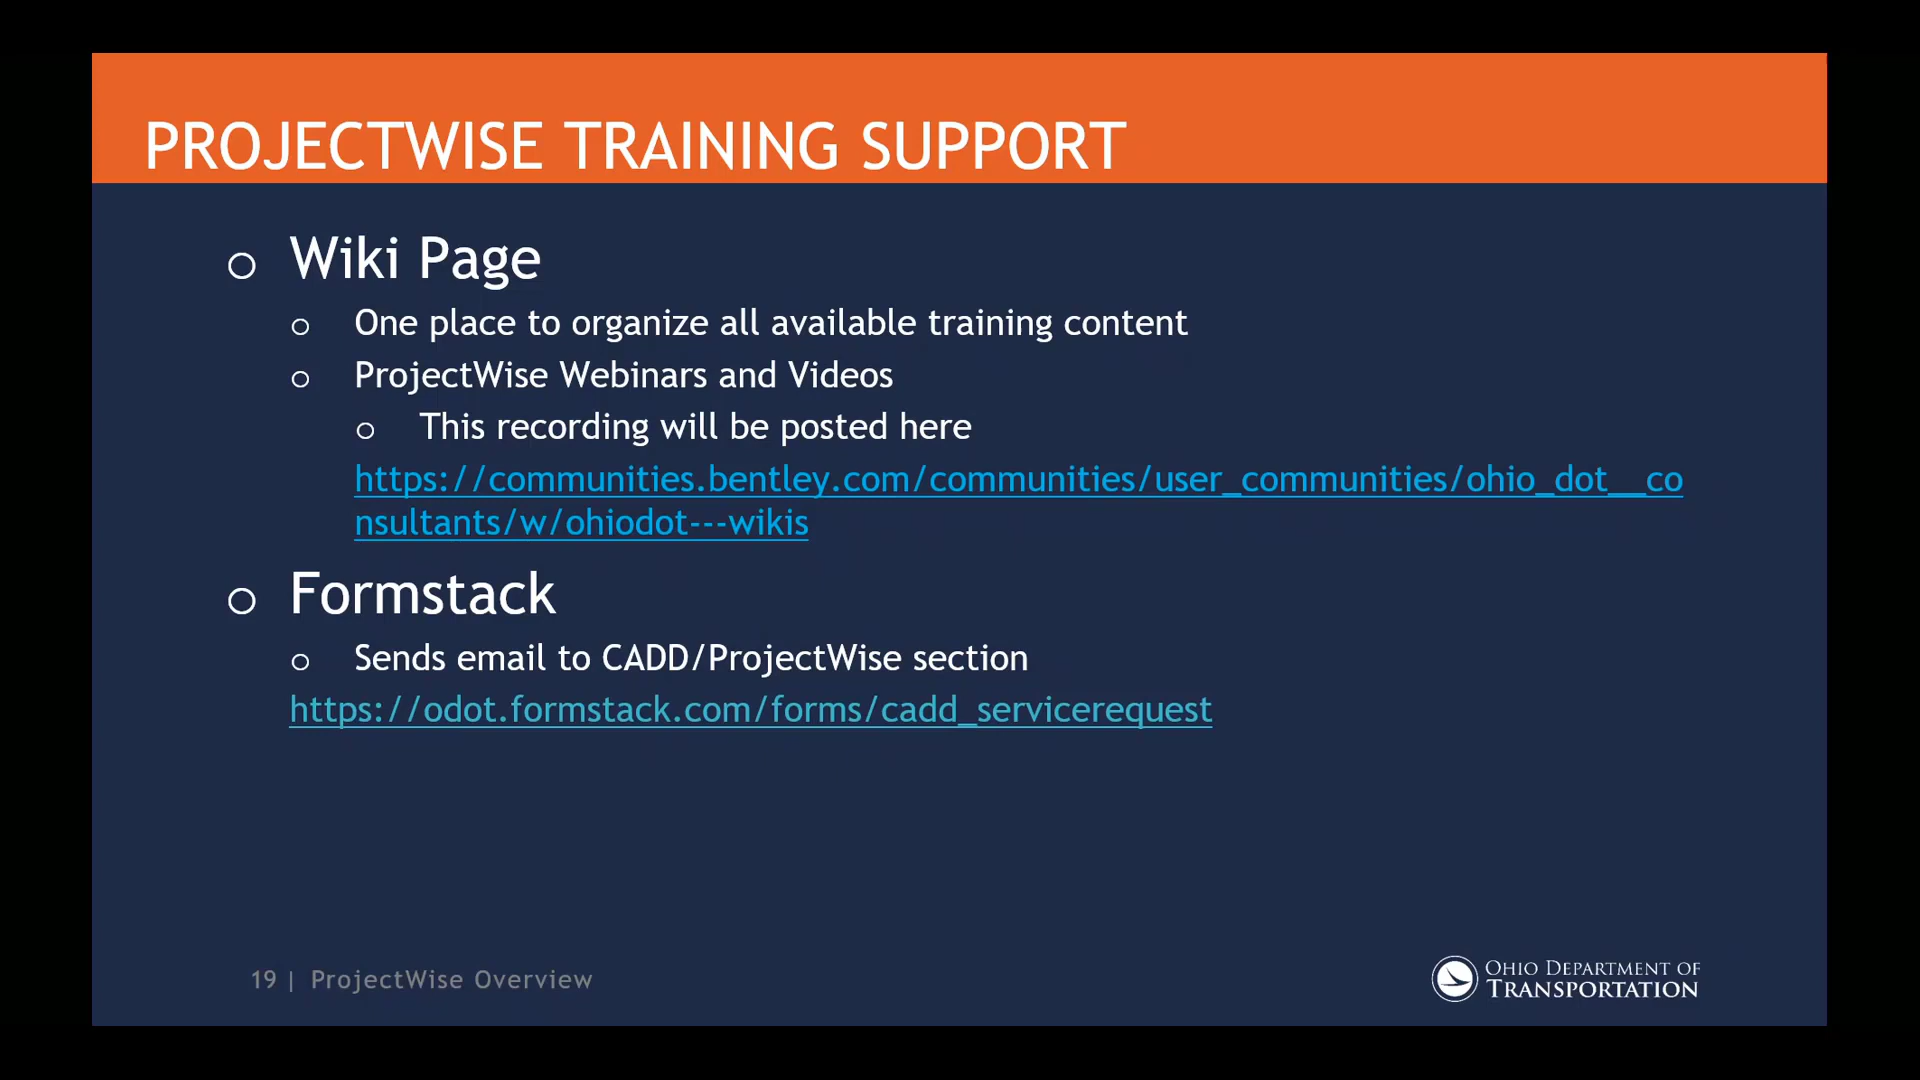 PROJECTWISE TRAINING SUPPORT
o Wiki Page
o One place to organize all available training content
o ProjectWise Webinars and Videos
o This recording will be posted here
https://communities.bentley.com/communities/user_communities/ohio_dot__co
nsultants/w/ohiodot---wikis
o Formstack
o Sends email to CADD/ProjectWise section
https://odot.formstack.com/forms/cadd_servicerequest
19 | ProjectWise Overview
OHIO DEPARTMENT OF
TRANSPORTATION